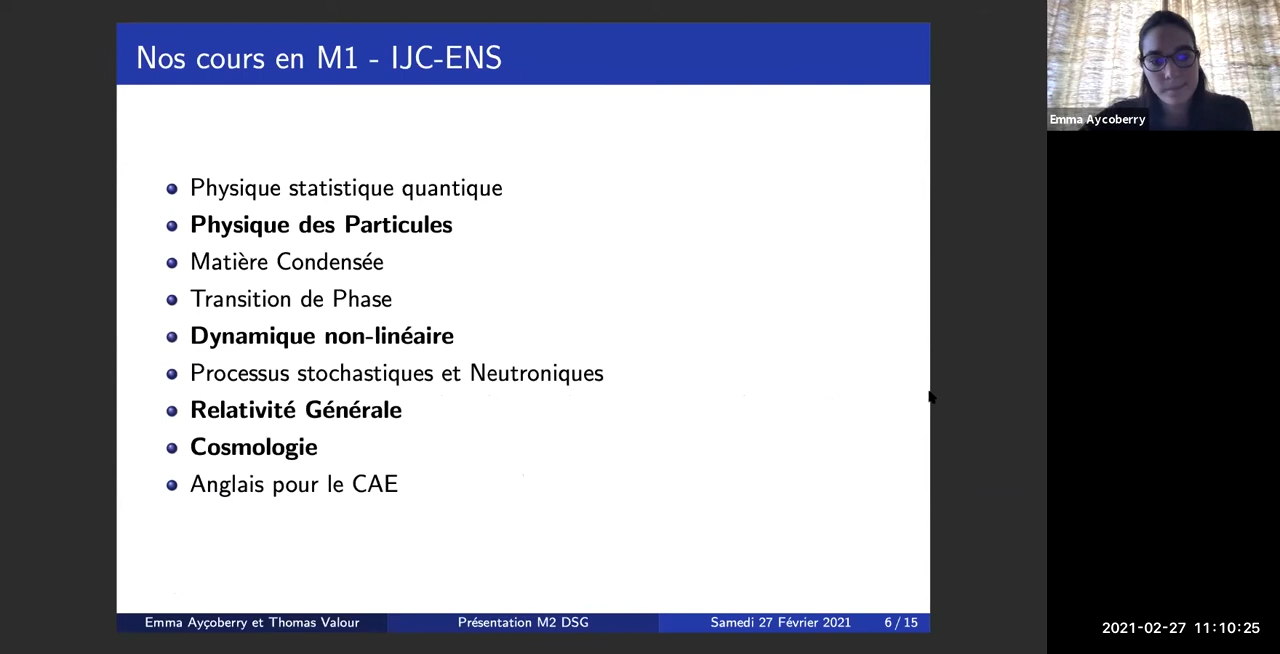 Nos cours en M1 - IJC-ENS
Physique statistique quantique
Physique des Particules
Matière Condensée
Transition de Phase
Dynamique non-linéaire
Processus stochastiques et Neutroniques
Relativité Générale
Cosmologie
Anglais pour le CAE
Emma Ayçoberry et Thomas Valour
Présentation M2 DSG
Samedi 27 Février 2021
6 / 15
Emma Aycoberry
2021-02-27 11:10:25